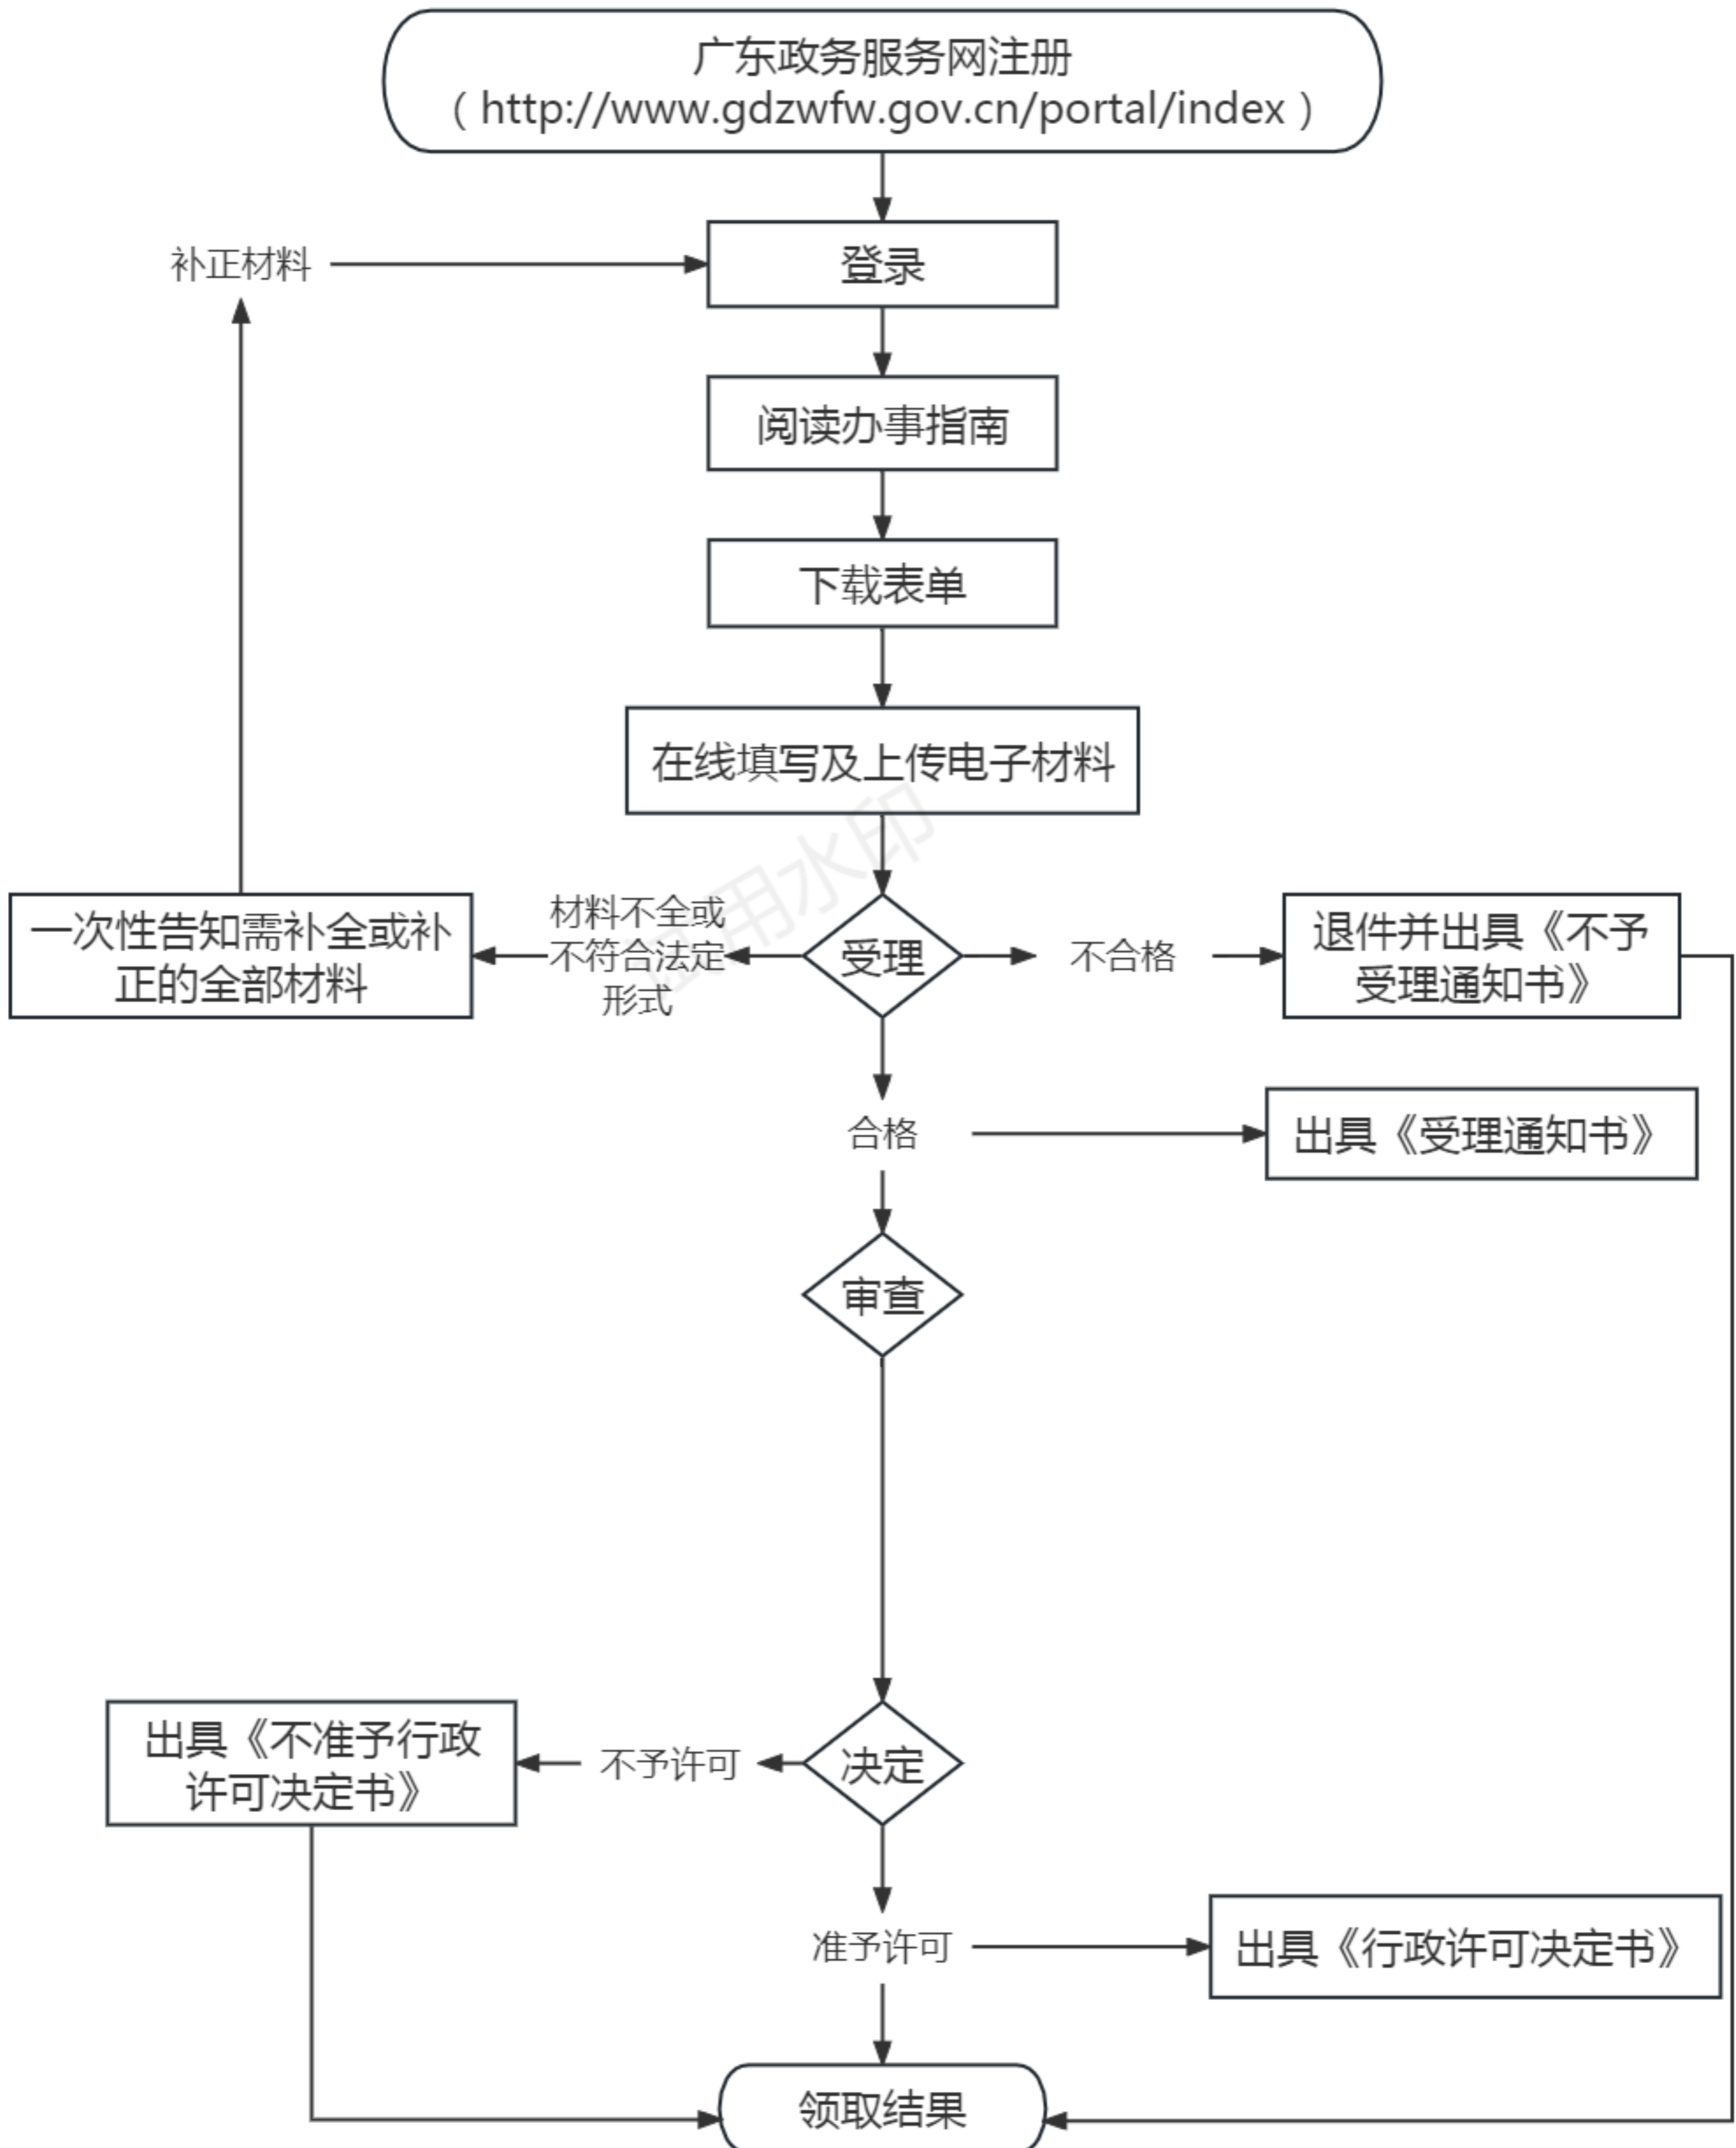 广东政务服务网注册
（http://www.gdzwfw.gov.cn/portal/index）
补正材料
登录
阅读办事指南
下载表单
在线填写及上传电子材料
一次性告知需补全或补
正的全部材料
材料不全或
不符合法定
形式
受理
不合格
退件并出具《不予
受理通知书》
合格
出具《受理通知书》
审查
出具《不准予行政
许可决定书》
不予许可
决定
准予许可
出具《行政许可决定书》
领取结果
用水印